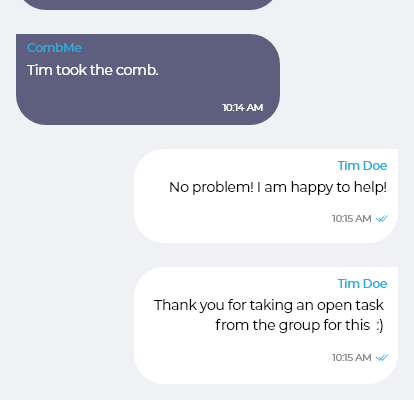 CombMe
Tim took the comb.
10:14 AM
Tim Doe
No problem! I am happy to help!
10:15 AM
Tim Doe
Thank you for taking an open task
from the group for this :)
10:15 AM